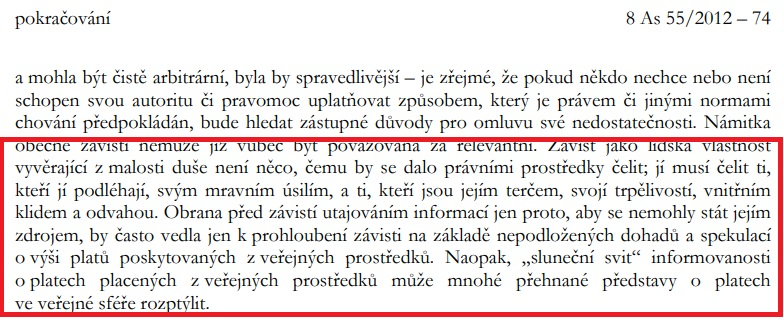 pokračování 8 As 55/2012 – 74
a mohla být čistě arbitrární, byla by spravedlivější – je zřejmé, že pokud někdo nechce nebo není
schopen svou autoritu či pravomoc uplatňovat způsobem, který je právem či jinými normami
chování předpokládán, bude hledat zástupné důvody pro omluvu své nedostatečnosti. Námitka
obecné závisti nemůže již vůbec být považována za relevantní. Závist jako lidská vlastnost
vyvěrající z malosti duše není něco, čemu by se dalo právními prostředky čelit; jí musí čelit ti,
kteří jí podléhají, svým mravním úsilím, a ti, kteří jsou jejím terčem, svojí trpělivostí, vnitřním
klidem a odvahou. Obrana před závistí utajováním informací jen proto, aby se nemohly stát jejím
zdrojem, by často vedla jen k prohloubení závisti na základě nepodložených dohadů a spekulací
o výši platů poskytovaných z veřejných prostředků. Naopak, „sluneční svit“ informovanosti
o platech placených z veřejných prostředků může mnohé přehnané představy o platech
ve veřejné sféře rozptýlit.